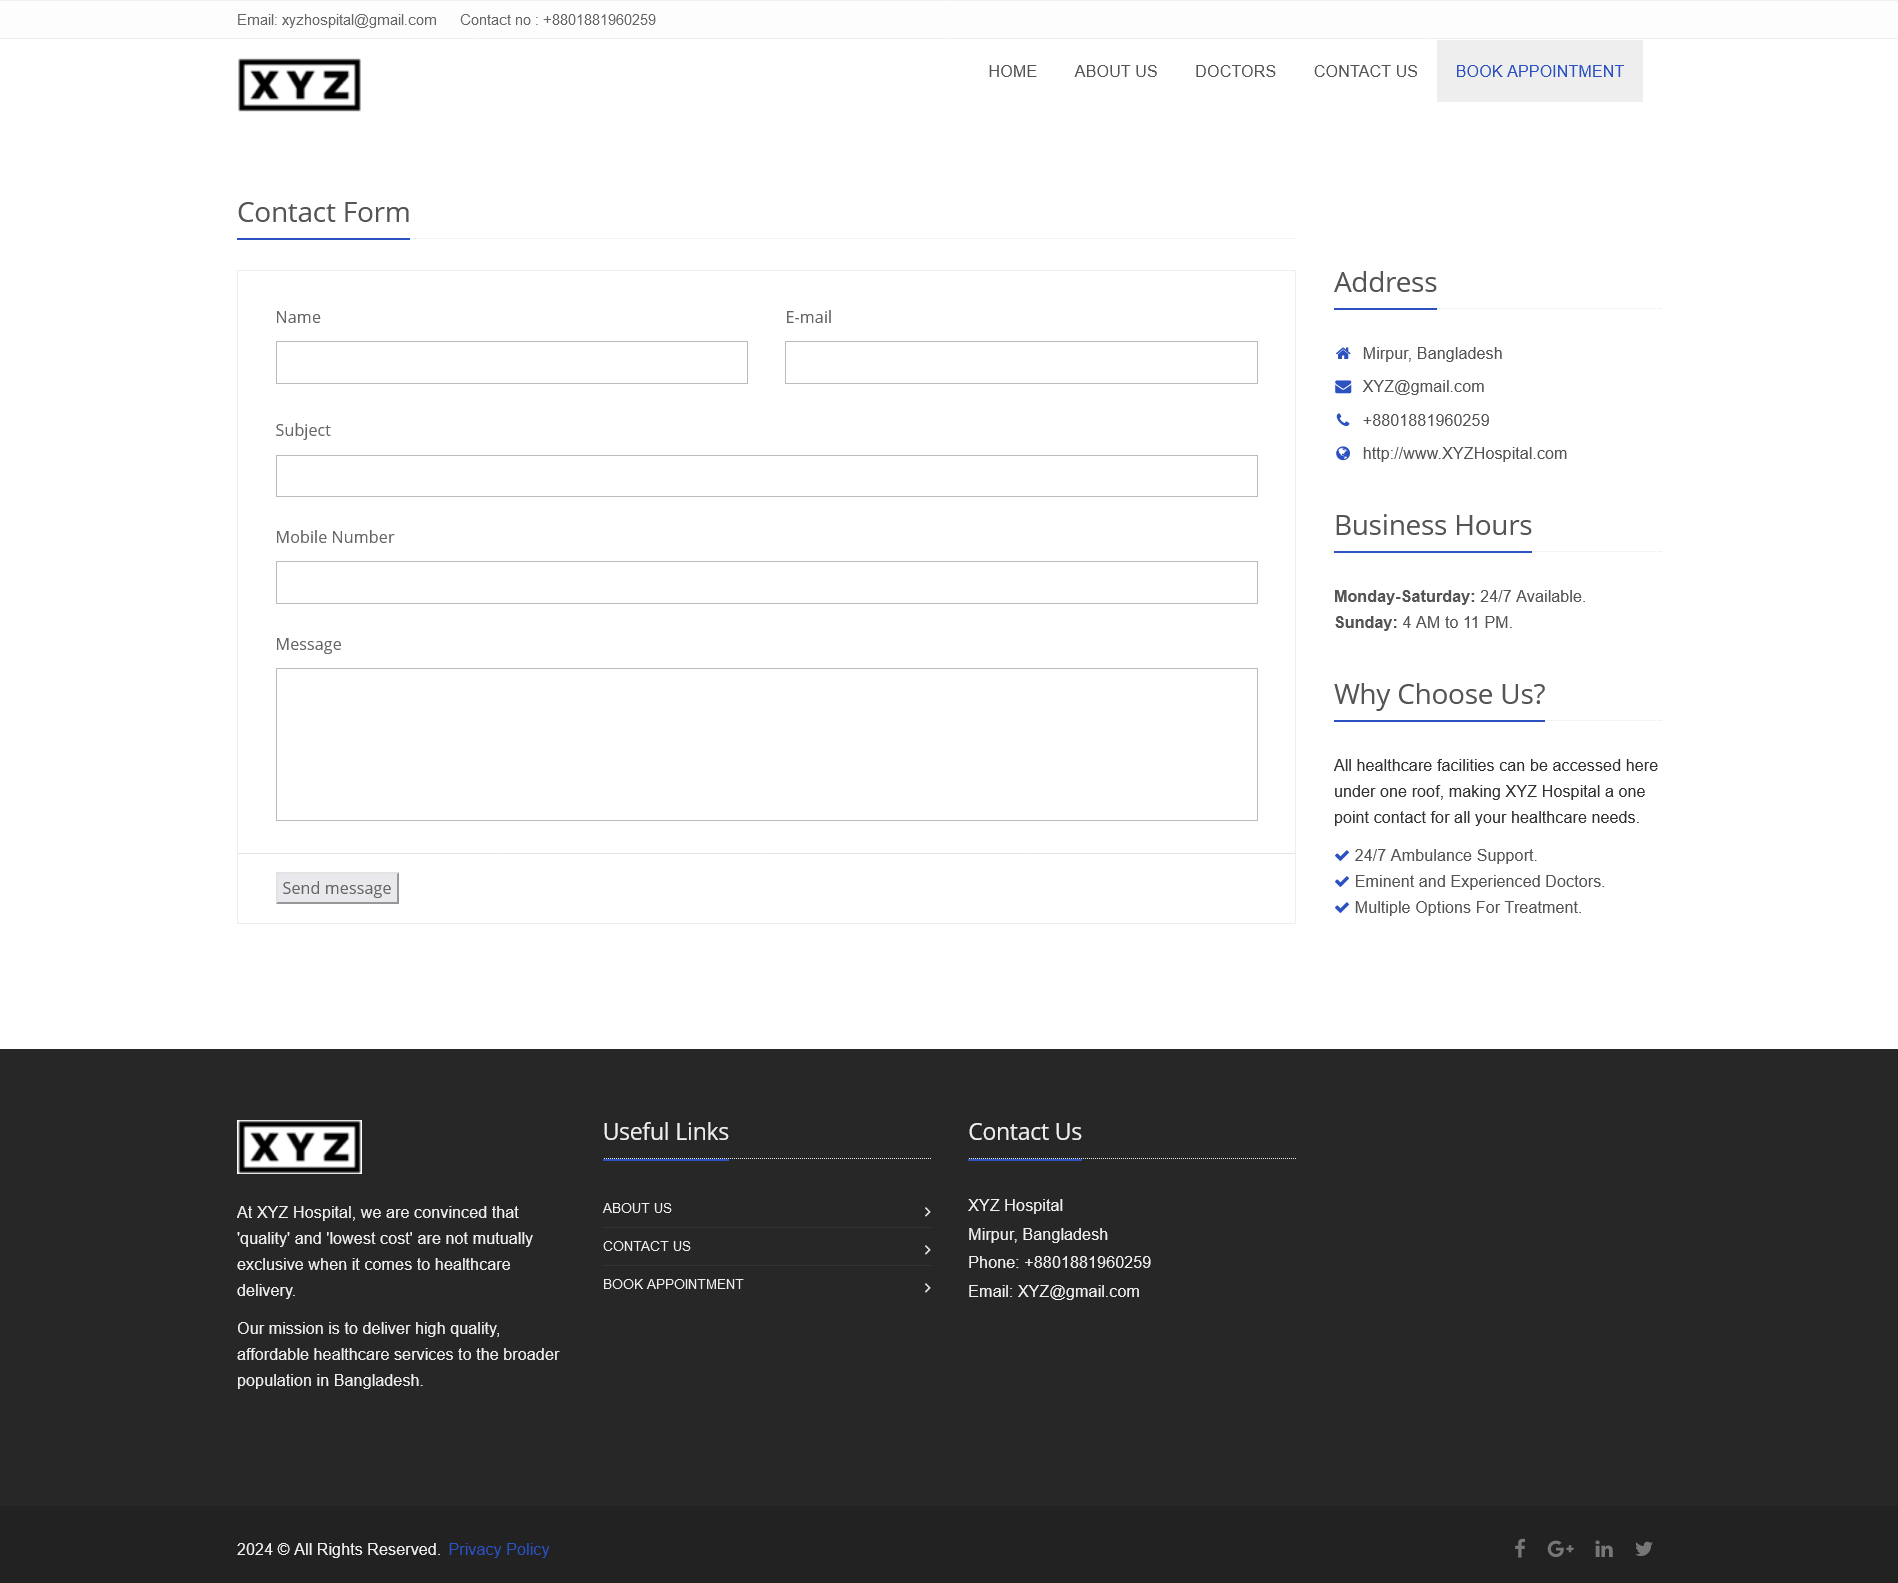 Email: xyzhospital@gmail.com Contact no : +8801881960259
XYZ
HOME ABOUT US DOCTORS CONTACT US BOOK APPOINTMENT
Contact Form
Name E-mail
Subject
Mobile Number
Message
Send message
Address
Mirpur, Bangladesh
XYZ@gmail.com
+8801881960259
http://www.XYZHospital.com
Business Hours
Monday-Saturday: 24/7 Available.
Sunday: 4 AM to 11 PM.
Why Choose Us?
All healthcare facilities can be accessed here
under one roof, making XYZ Hospital a one
point contact for all your healthcare needs.
24/7 Ambulance Support.
Eminent and Experienced Doctors.
Multiple Options For Treatment.
XYZ
At XYZ Hospital, we are convinced that
'quality' and 'lowest cost' are not mutually
exclusive when it comes to healthcare
delivery.
Our mission is to deliver high quality,
affordable healthcare services to the broader
population in Bangladesh.
Useful Links
ABOUT US
CONTACT US
BOOK APPOINTMENT
Contact Us
XYZ Hospital
Mirpur, Bangladesh
Phone: +8801881960259
Email: XYZ@gmail.com
2024 © All Rights Reserved. Privacy Policy